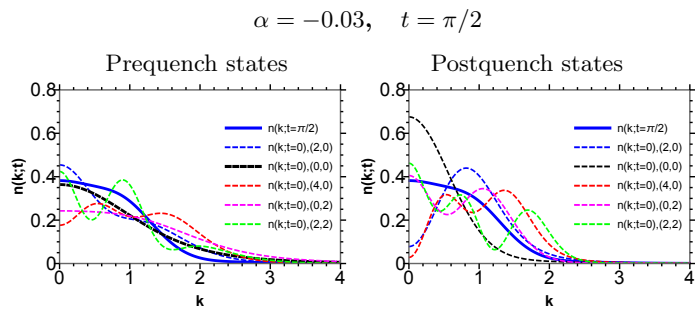 α = −0.03, t = π/2
Prequench states
n(k;t)
0.8
0.6
0.4
0.2
0
0 1 2 3 4
k
n(k;t=π/2)
n(k;t=0),(2,0)
n(k;t=0),(0,0)
n(k;t=0),(4,0)
n(k;t=0),(0,2)
n(k;t=0),(2,2)
Postquench states
n(k;t)
0.8
0.6
0.4
0.2
0
0 1 2 3 4
k
n(k;t=π/2)
n(k;t=0),(2,0)
n(k;t=0),(0,0)
n(k;t=0),(4,0)
n(k;t=0),(0,2)
n(k;t=0),(2,2)